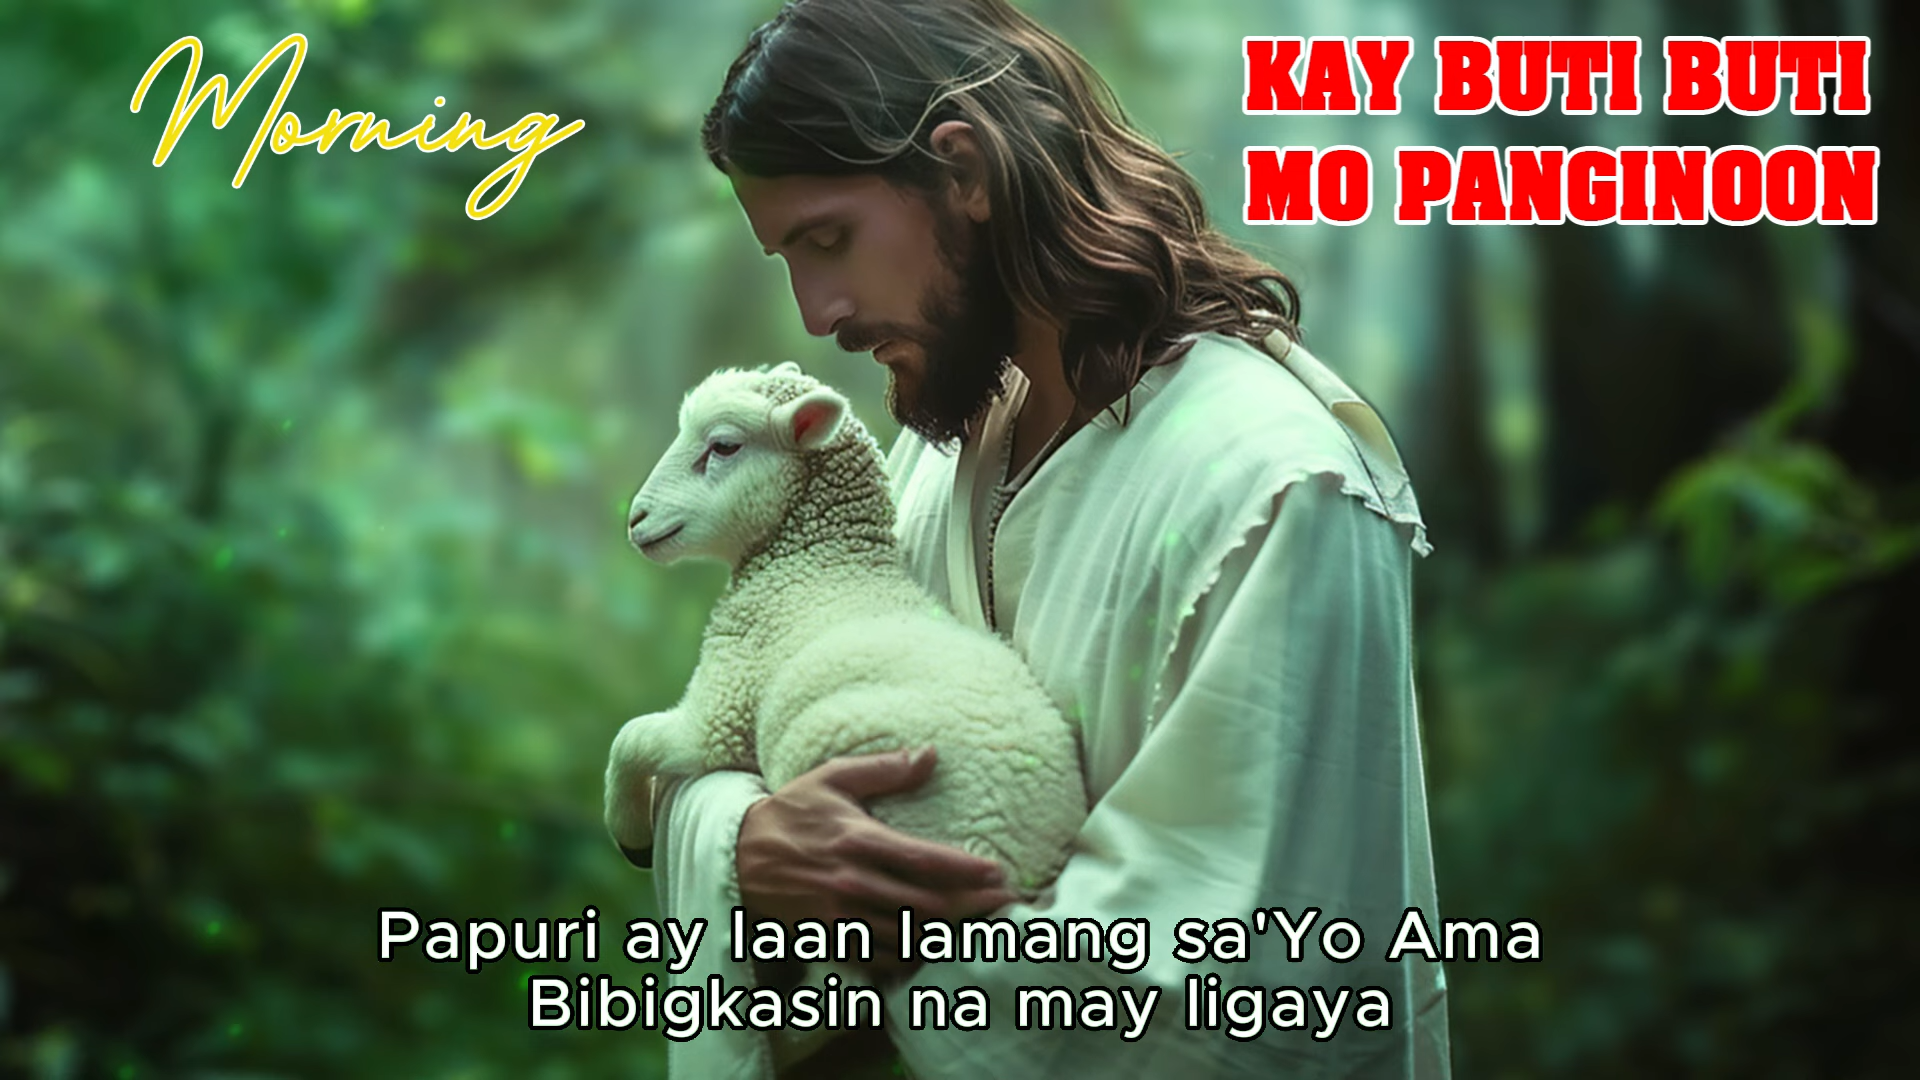 Morning
KAY BUTI BUTI
MO PANGINOON
Papuri ay laan lamang sa'Yo Ama
Bibigkasin na may ligaya